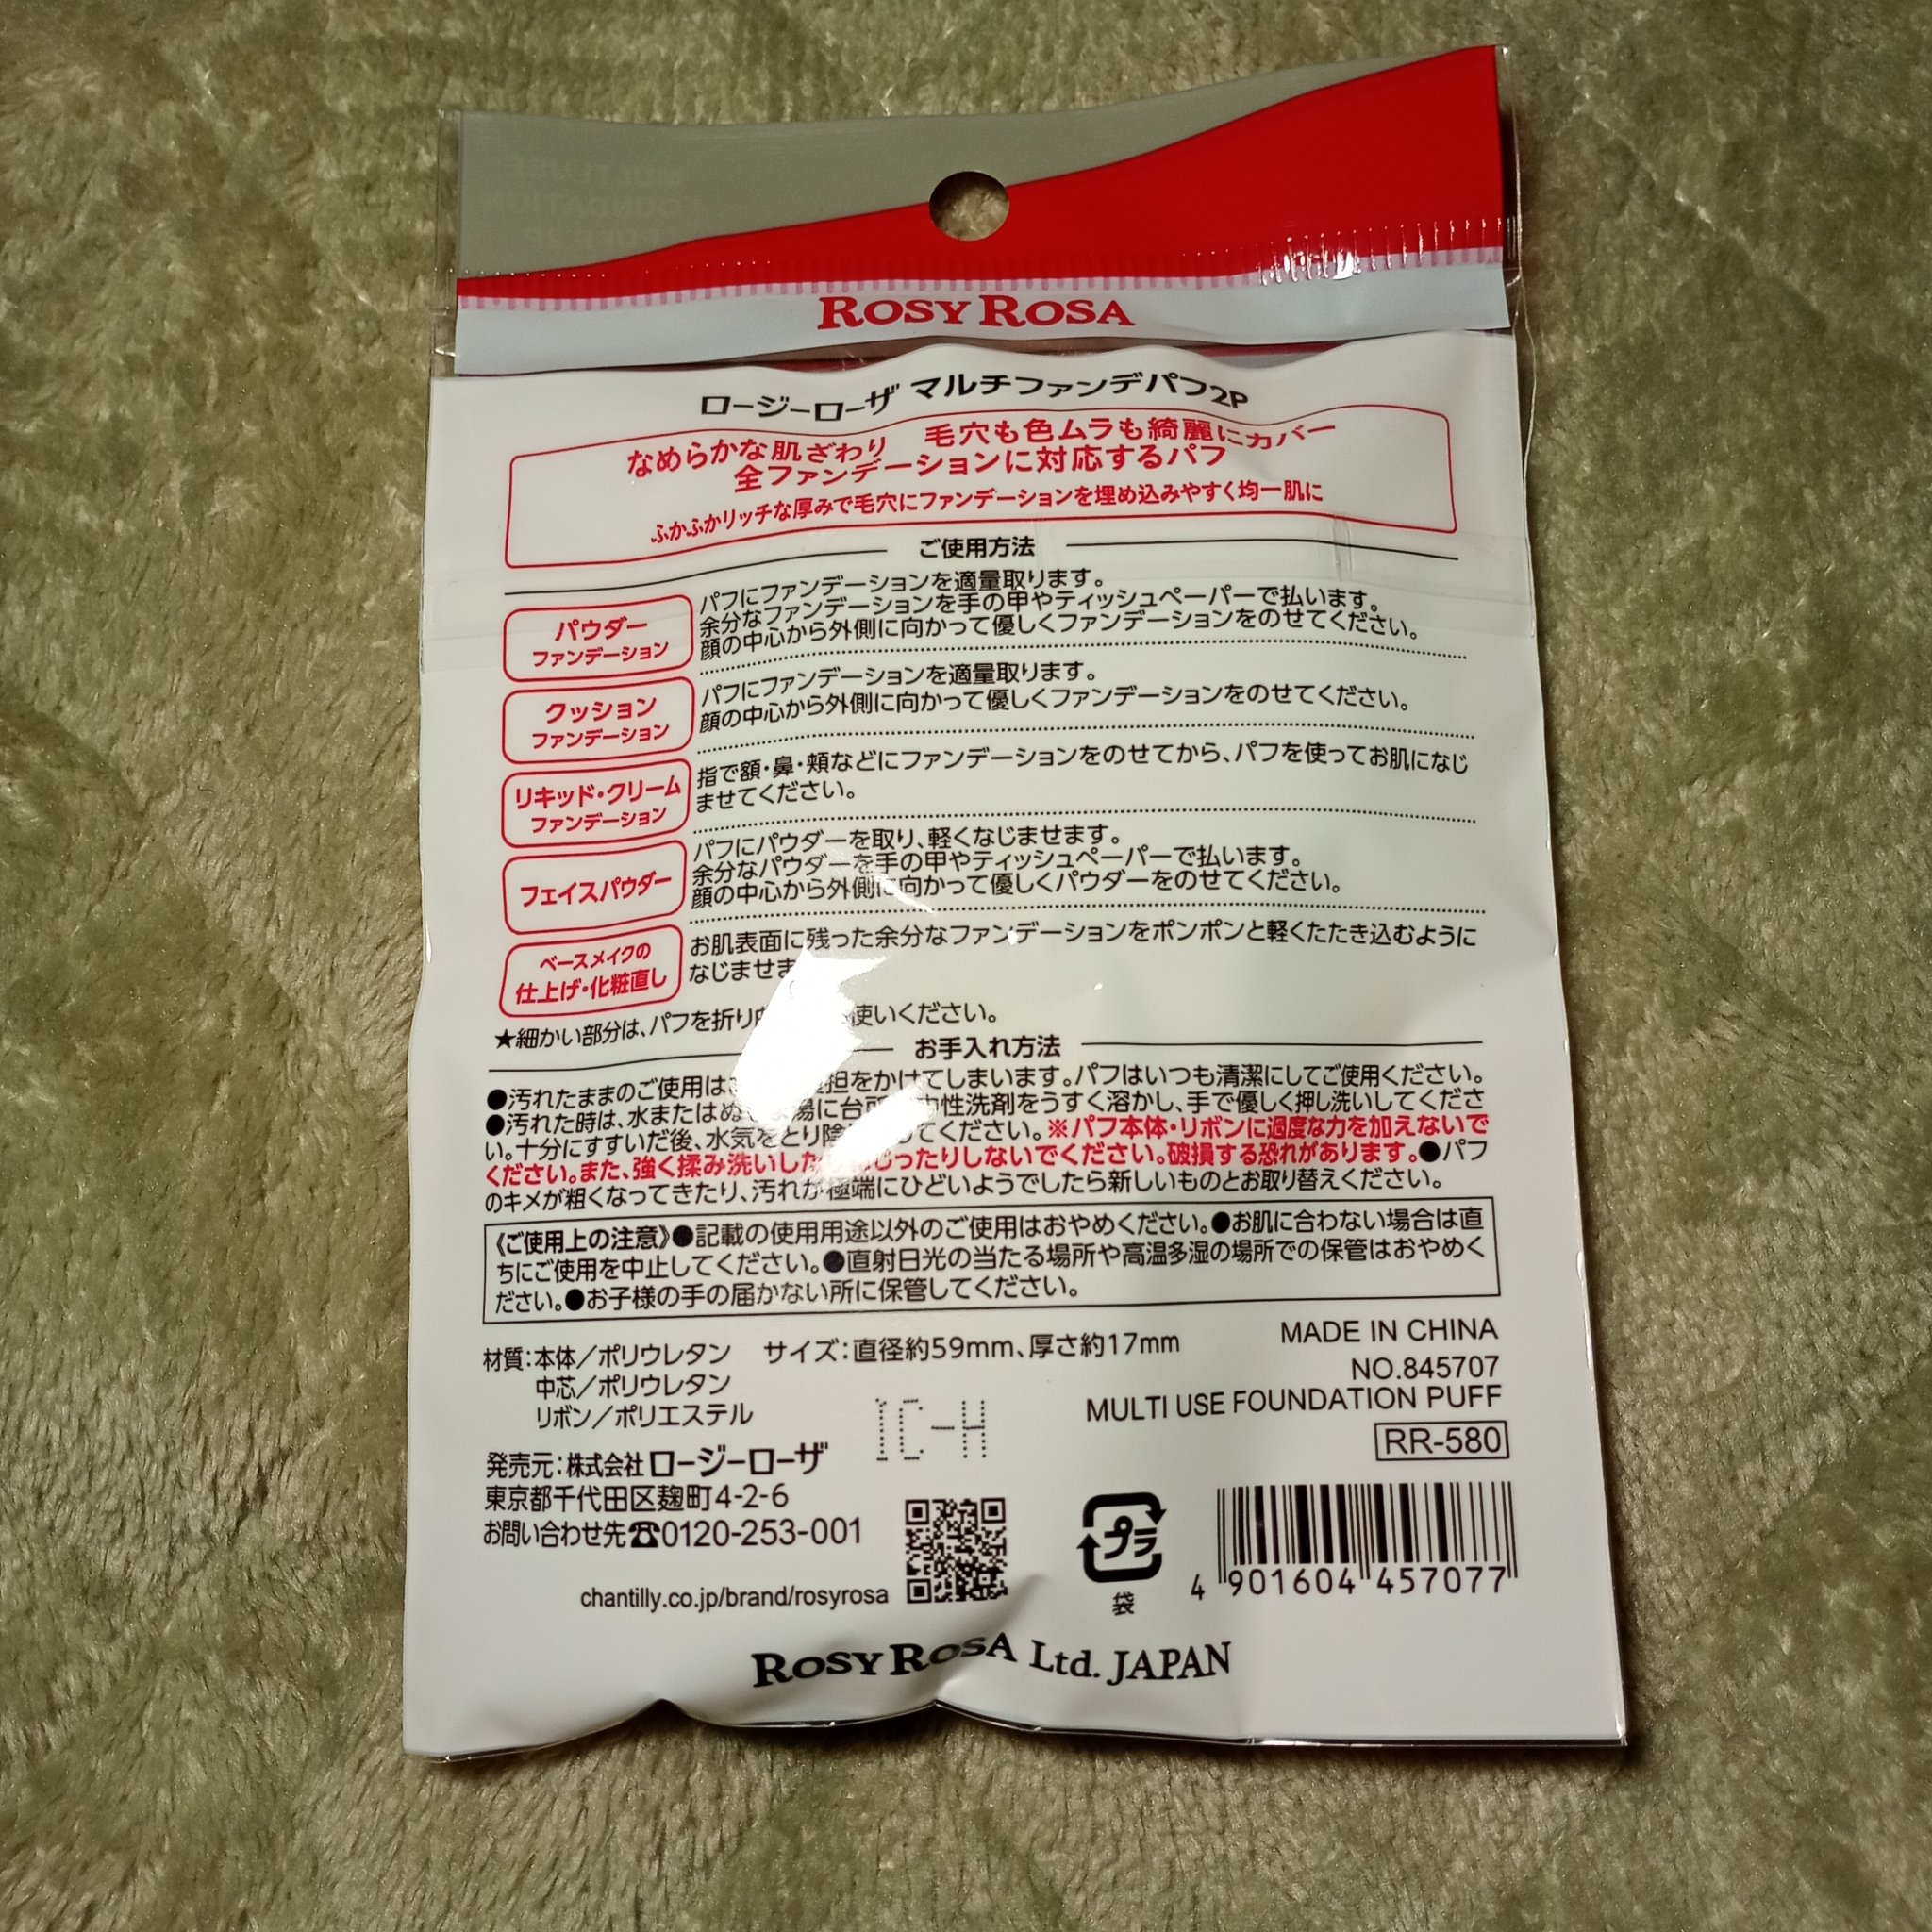 ROSY ROSA
ロージーローザ マルチファンデパフ2P
なめらかな肌ざわり 毛穴も色ムラも綺麗にカバー
全ファンデーションに対応するパフ
ふかふかリッチな厚みで毛穴にファンデーションを埋め込みやすく均一肌に
ご使用方法
パウダー
ファンデーション
パフにファンデーションを適量取ります。
余分なファンデーションを手の甲やティッシュペーパーで払います。
顔の中心から外側に向かって優しくファンデーションをのせてください。
クッション
ファンデーション
パフにファンデーションを適量取ります。
顔の中心から外側に向かって優しくファンデーションをのせてください。
リキッド・クリーム
ファンデーション
指で額・鼻・頬などにファンデーションをのせてから、パフを使ってお肌になじ
ませてください。
フェイスパウダー
パフにパウダーを取り、軽くなじませます。
余分なパウダーを手の甲やティッシュペーパーで払います。
顔の中心から外側に向かって優しくパウダーをのせてください。
ベースメイクの
仕上げ・化粧直し
お肌表面に残った余分なファンデーションをポンポンと軽くたたき込むように
なじませま
★細かい部分は、パフを折り 使いください。
お手入れ方法
●汚れたままのご使用は 担をかけてしまいます。パフはいつも清潔にしてご使用ください。
●汚れた時は、水またはぬ 湯に台所 中性洗剤をうすく溶かし、手で優しく押し洗いしてくださ
い。十分にすすいだ後、水気をとり陰 してください。※パフ本体・リボンに過度な力を加えないで
ください。また、強く揉み洗いした じったりしないでください。破損する恐れがあります。●パフ
のキメが粗くなってきたり、汚れが極端にひどいようでしたら新しいものとお取り替えください。
《ご使用上の注意》●記載の使用用途以外のご使用はおやめください。●お肌に合わない場合は直
ちにご使用を中止してください。●直射日光の当たる場所や高温多湿の場所での保管はおやめく
ださい。●お子様の手の届かない所に保管してください。
材質：本体／ポリウレタン サイズ：直径約59mm、厚さ約17mm
中芯／ポリウレタン
リボン／ポリエステル
MADE IN CHINA
NO.845707
MULTI USE FOUNDATION PUFF
RR-580
1C-H
発売元：株式会社ロージーローザ
東京都千代田区麹町4-2-6
お問い合わせ先☎0120-253-001
chantilly.co.jp/brand/rosyrosa
プラ
袋
4 901604 457077
ROSY ROSA Ltd. JAPAN